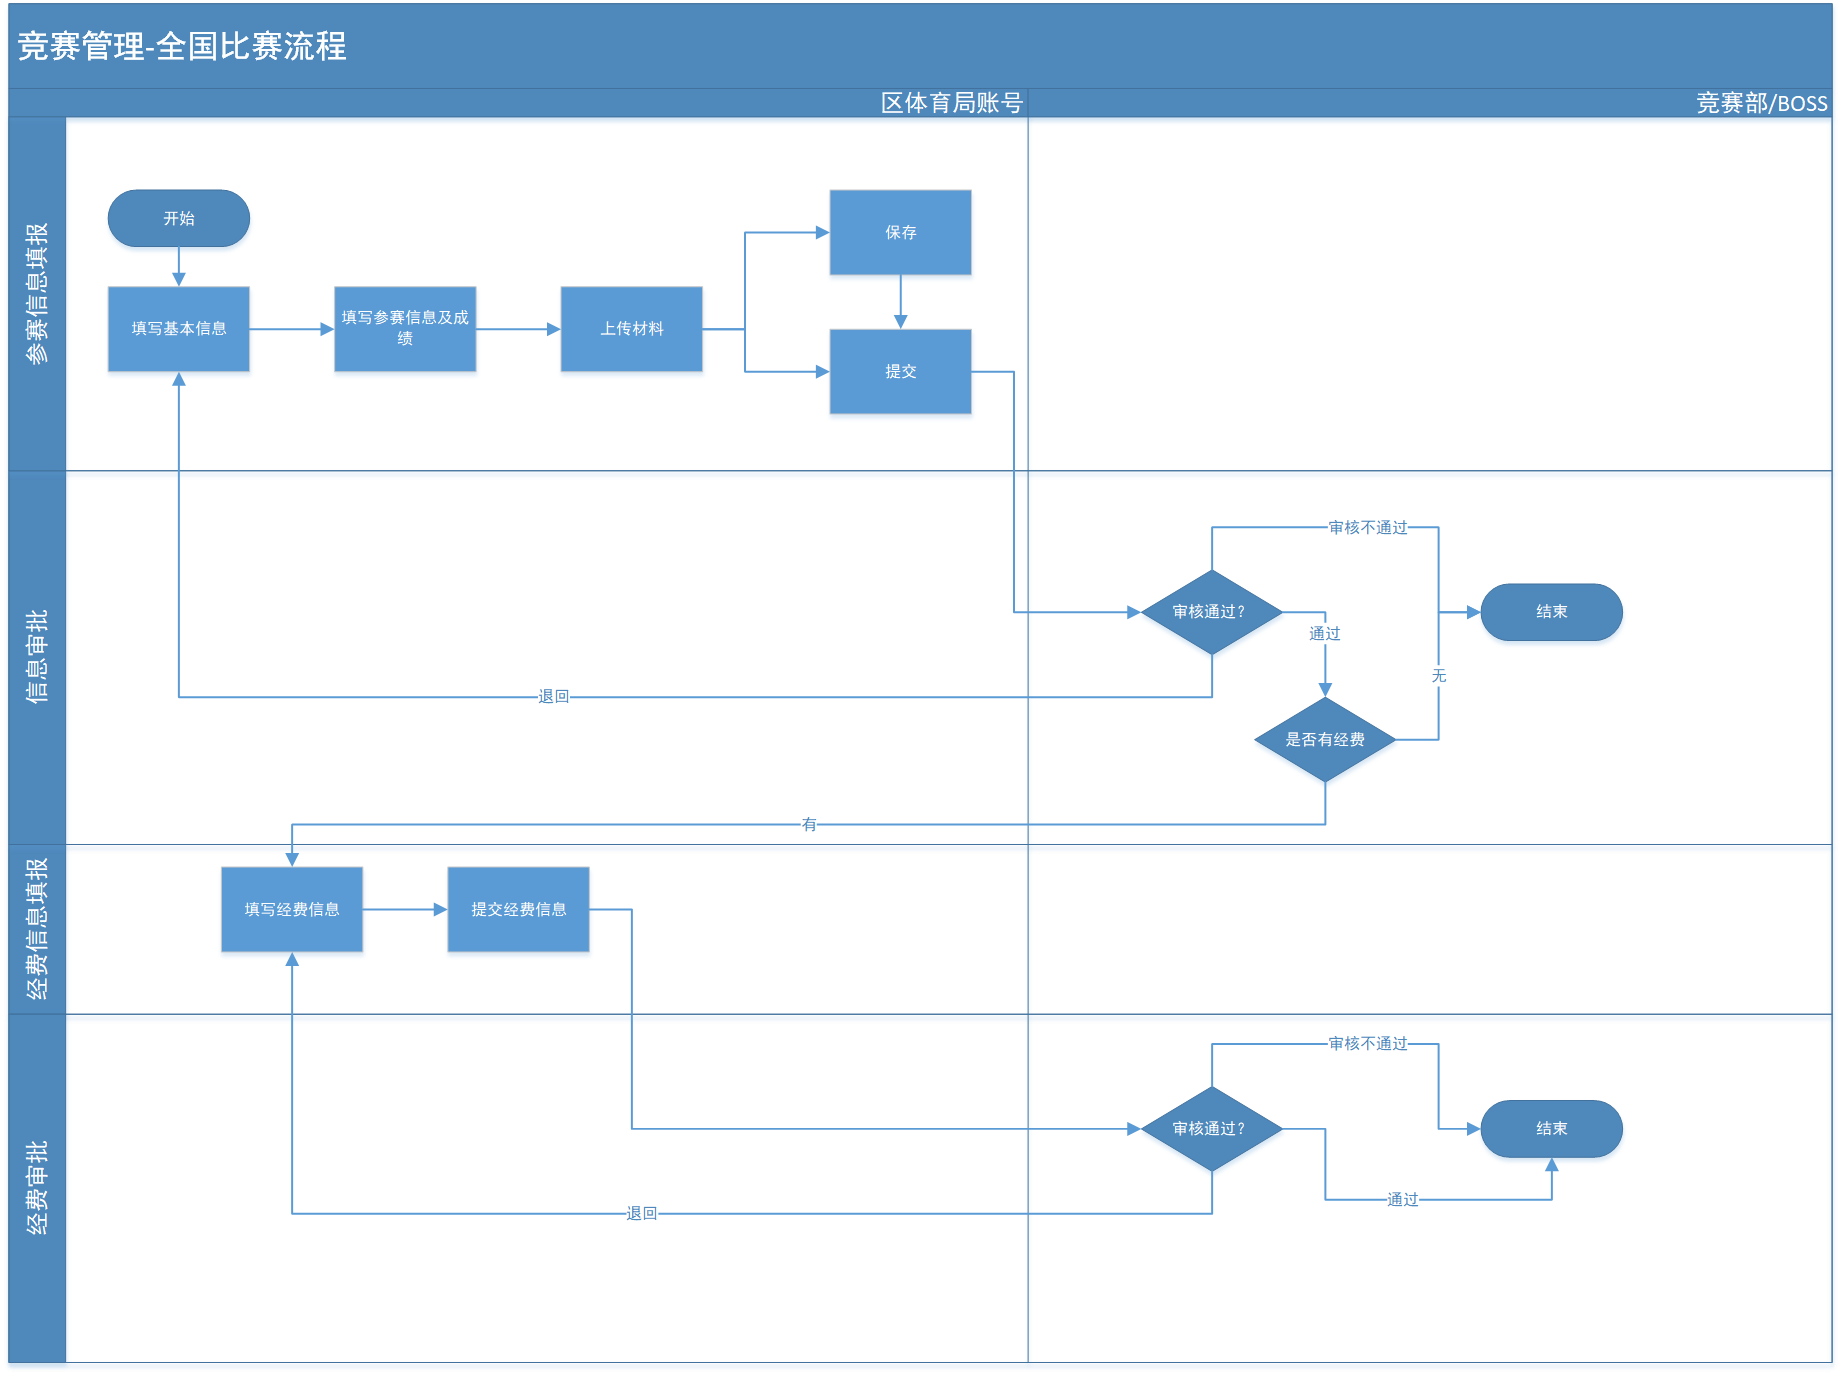 竞赛管理-全国比赛流程
区体育局账号
竞赛部/BOSS
参赛信息填报
开始
填写基本信息
填写参赛信息及成
绩
上传材料
保存
提交
信息审批
审核不通过
审核通过？
结束
通过
无
退回
是否有经费
有
经费信息填报
填写经费信息
提交经费信息
经费审批
审核不通过
审核通过？
结束
通过
退回